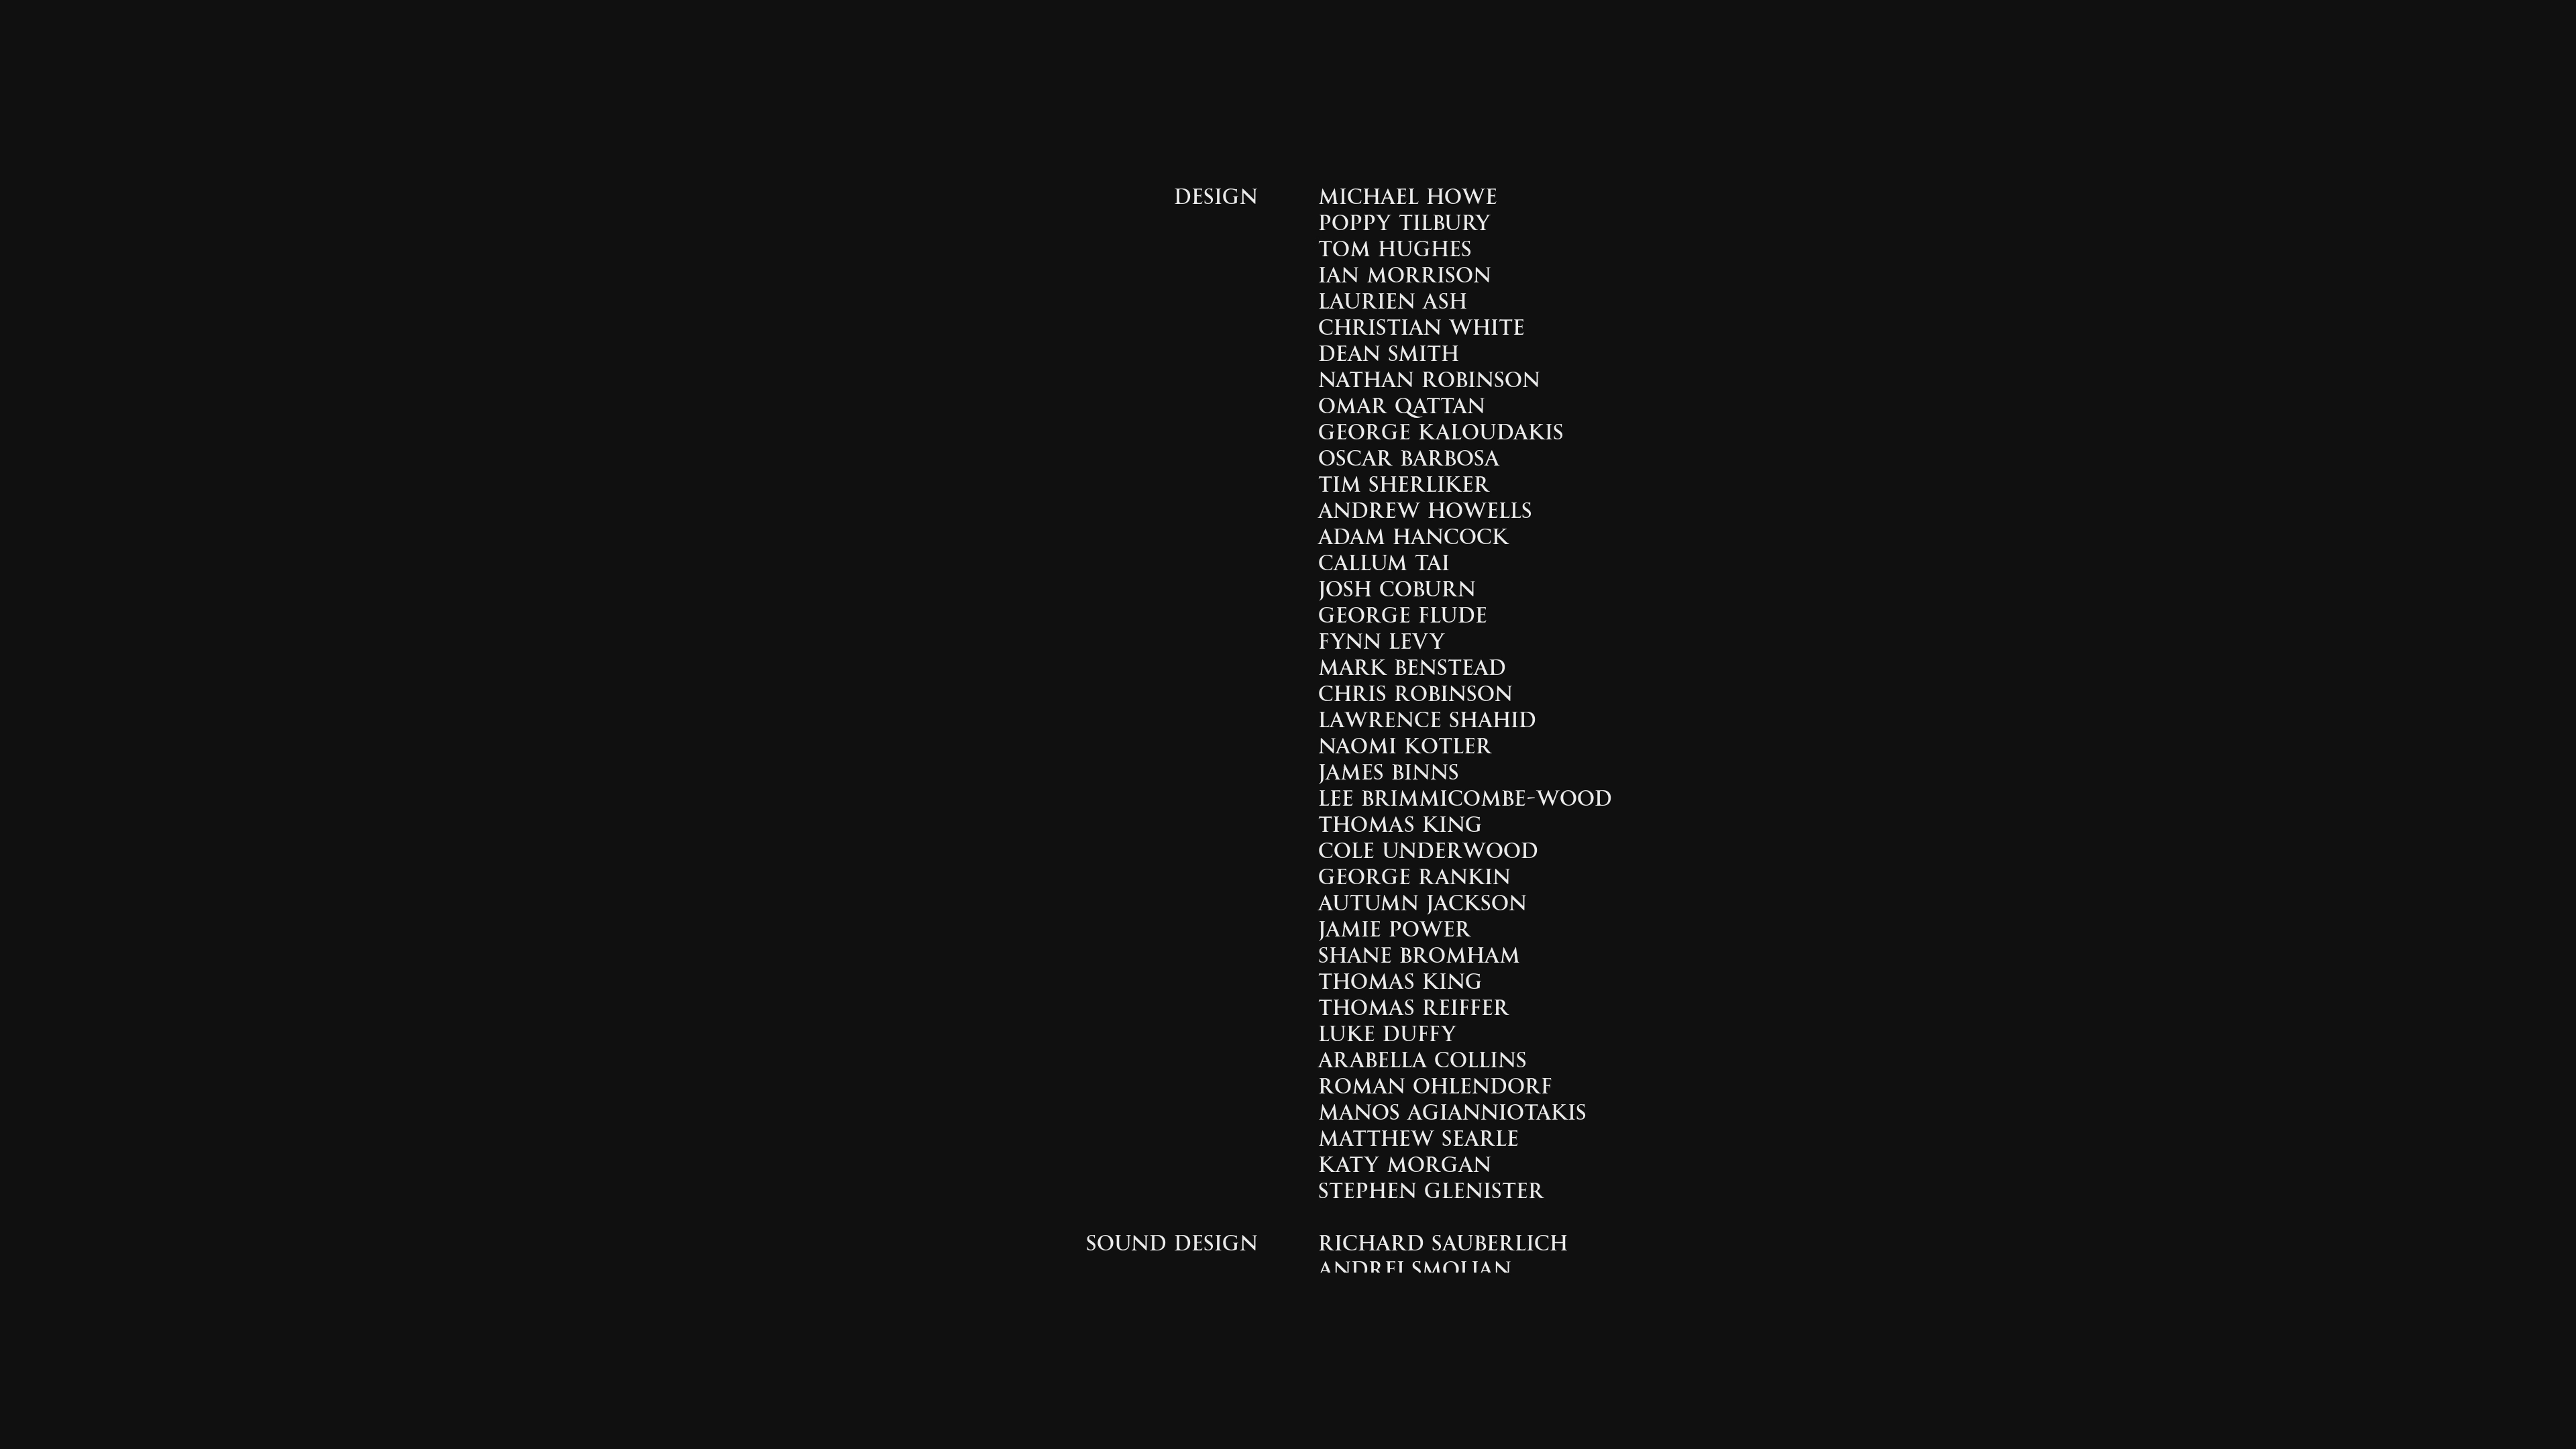 DESIGN MICHAEL HOWE
POPPY TILBURY
TOM HUGHES
IAN MORRISON
LAURIEN ASH
CHRISTIAN WHITE
DEAN SMITH
NATHAN ROBINSON
OMAR QATTAN
GEORGE KALOUDAKIS
OSCAR BARBOSA
TIM SHERLIKER
ANDREW HOWELLS
ADAM HANCOCK
CALLUM TAI
JOSH COBURN
GEORGE FLUDE
FYNN LEVY
MARK BENSTEAD
CHRIS ROBINSON
LAWRENCE SHAHID
NAOMI KOTLER
JAMES BINNS
LEE BRIMMICOMBE-WOOD
THOMAS KING
COLE UNDERWOOD
GEORGE RANKIN
AUTUMN JACKSON
JAMIE POWER
SHANE BROMHAM
THOMAS KING
THOMAS REIFFER
LUKE DUFFY
ARABELLA COLLINS
ROMAN OHLENDORF
MANOS AGIANNIOTAKIS
MATTHEW SEARLE
KATY MORGAN
STEPHEN GLENISTER
SOUND DESIGN RICHARD SAUBERLICH
ANDREI